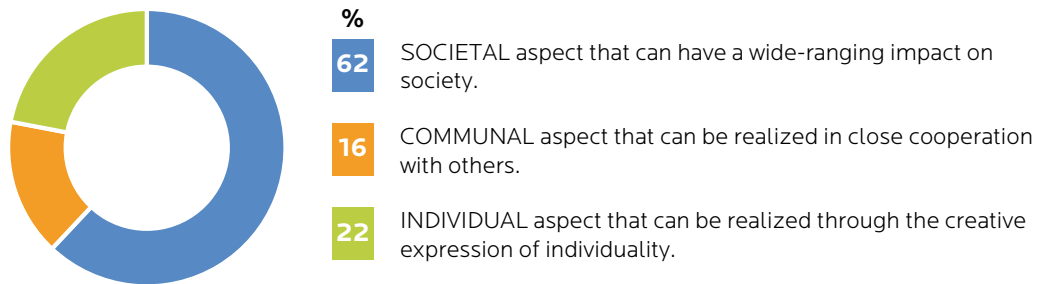 %
62
SOCIETAL aspect that can have a wide-ranging impact on
society.
16
COMMUNAL aspect that can be realized in close cooperation
with others.
22
INDIVIDUAL aspect that can be realized through the creative
expression of individuality.